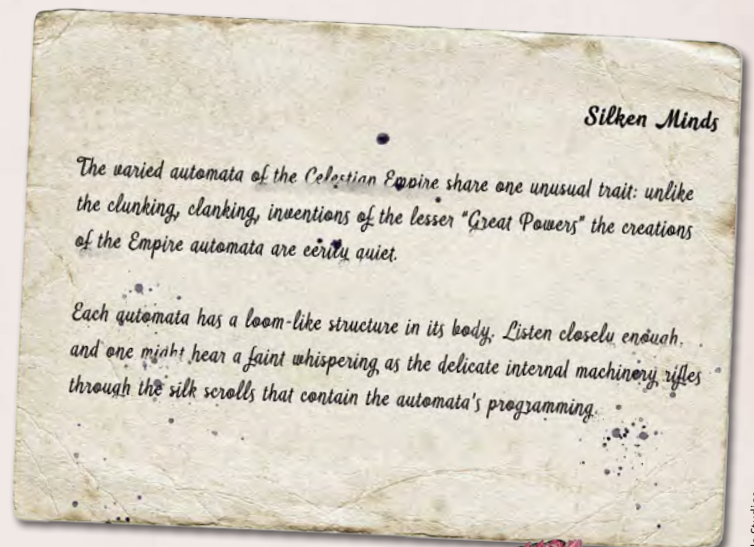 Silken Minds
The varied automata of the Celestian Empire share one unusual trait: unlike
the clunking, clanking, inventions of the lesser "Great Powers" the creations
of the Empire automata are eerily quiet.
Each automata has a loom-like structure in its body. Listen closely enough,
and one might hear a faint whispering as the delicate internal machinery rifles
through the silk scrolls that contain the automata's programming.